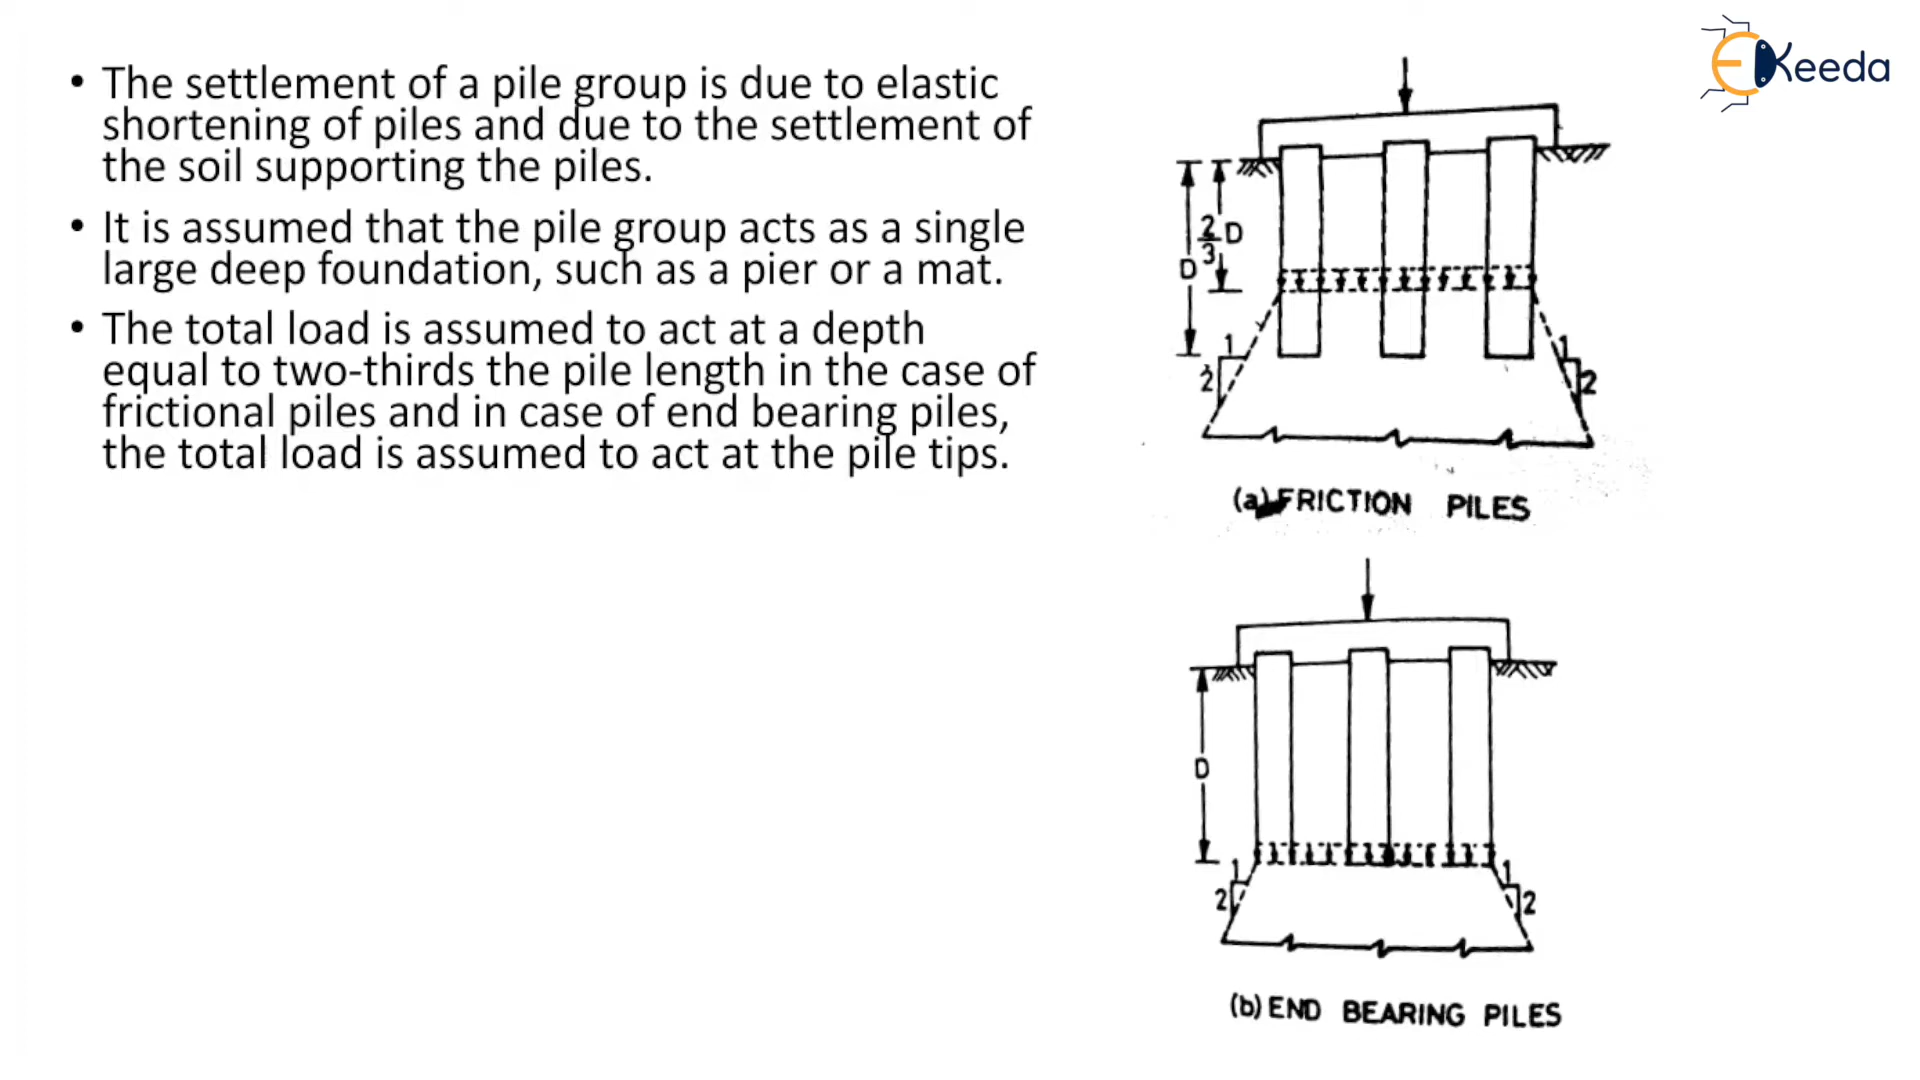 • The settlement of a pile group is due to elastic
shortening of piles and due to the settlement of
the soil supporting the piles.
• It is assumed that the pile group acts as a single
large deep foundation, such as a pier or a mat.
• The total load is assumed to act at a depth
equal to two-thirds the pile length in the case of
frictional piles and in case of end bearing piles,
the total load is assumed to act at the pile tips.
EKeeda
2/3 D
D
1
2
1
2
(a) FRICTION PILES
D
1
2
1
2
(b) END BEARING PILES